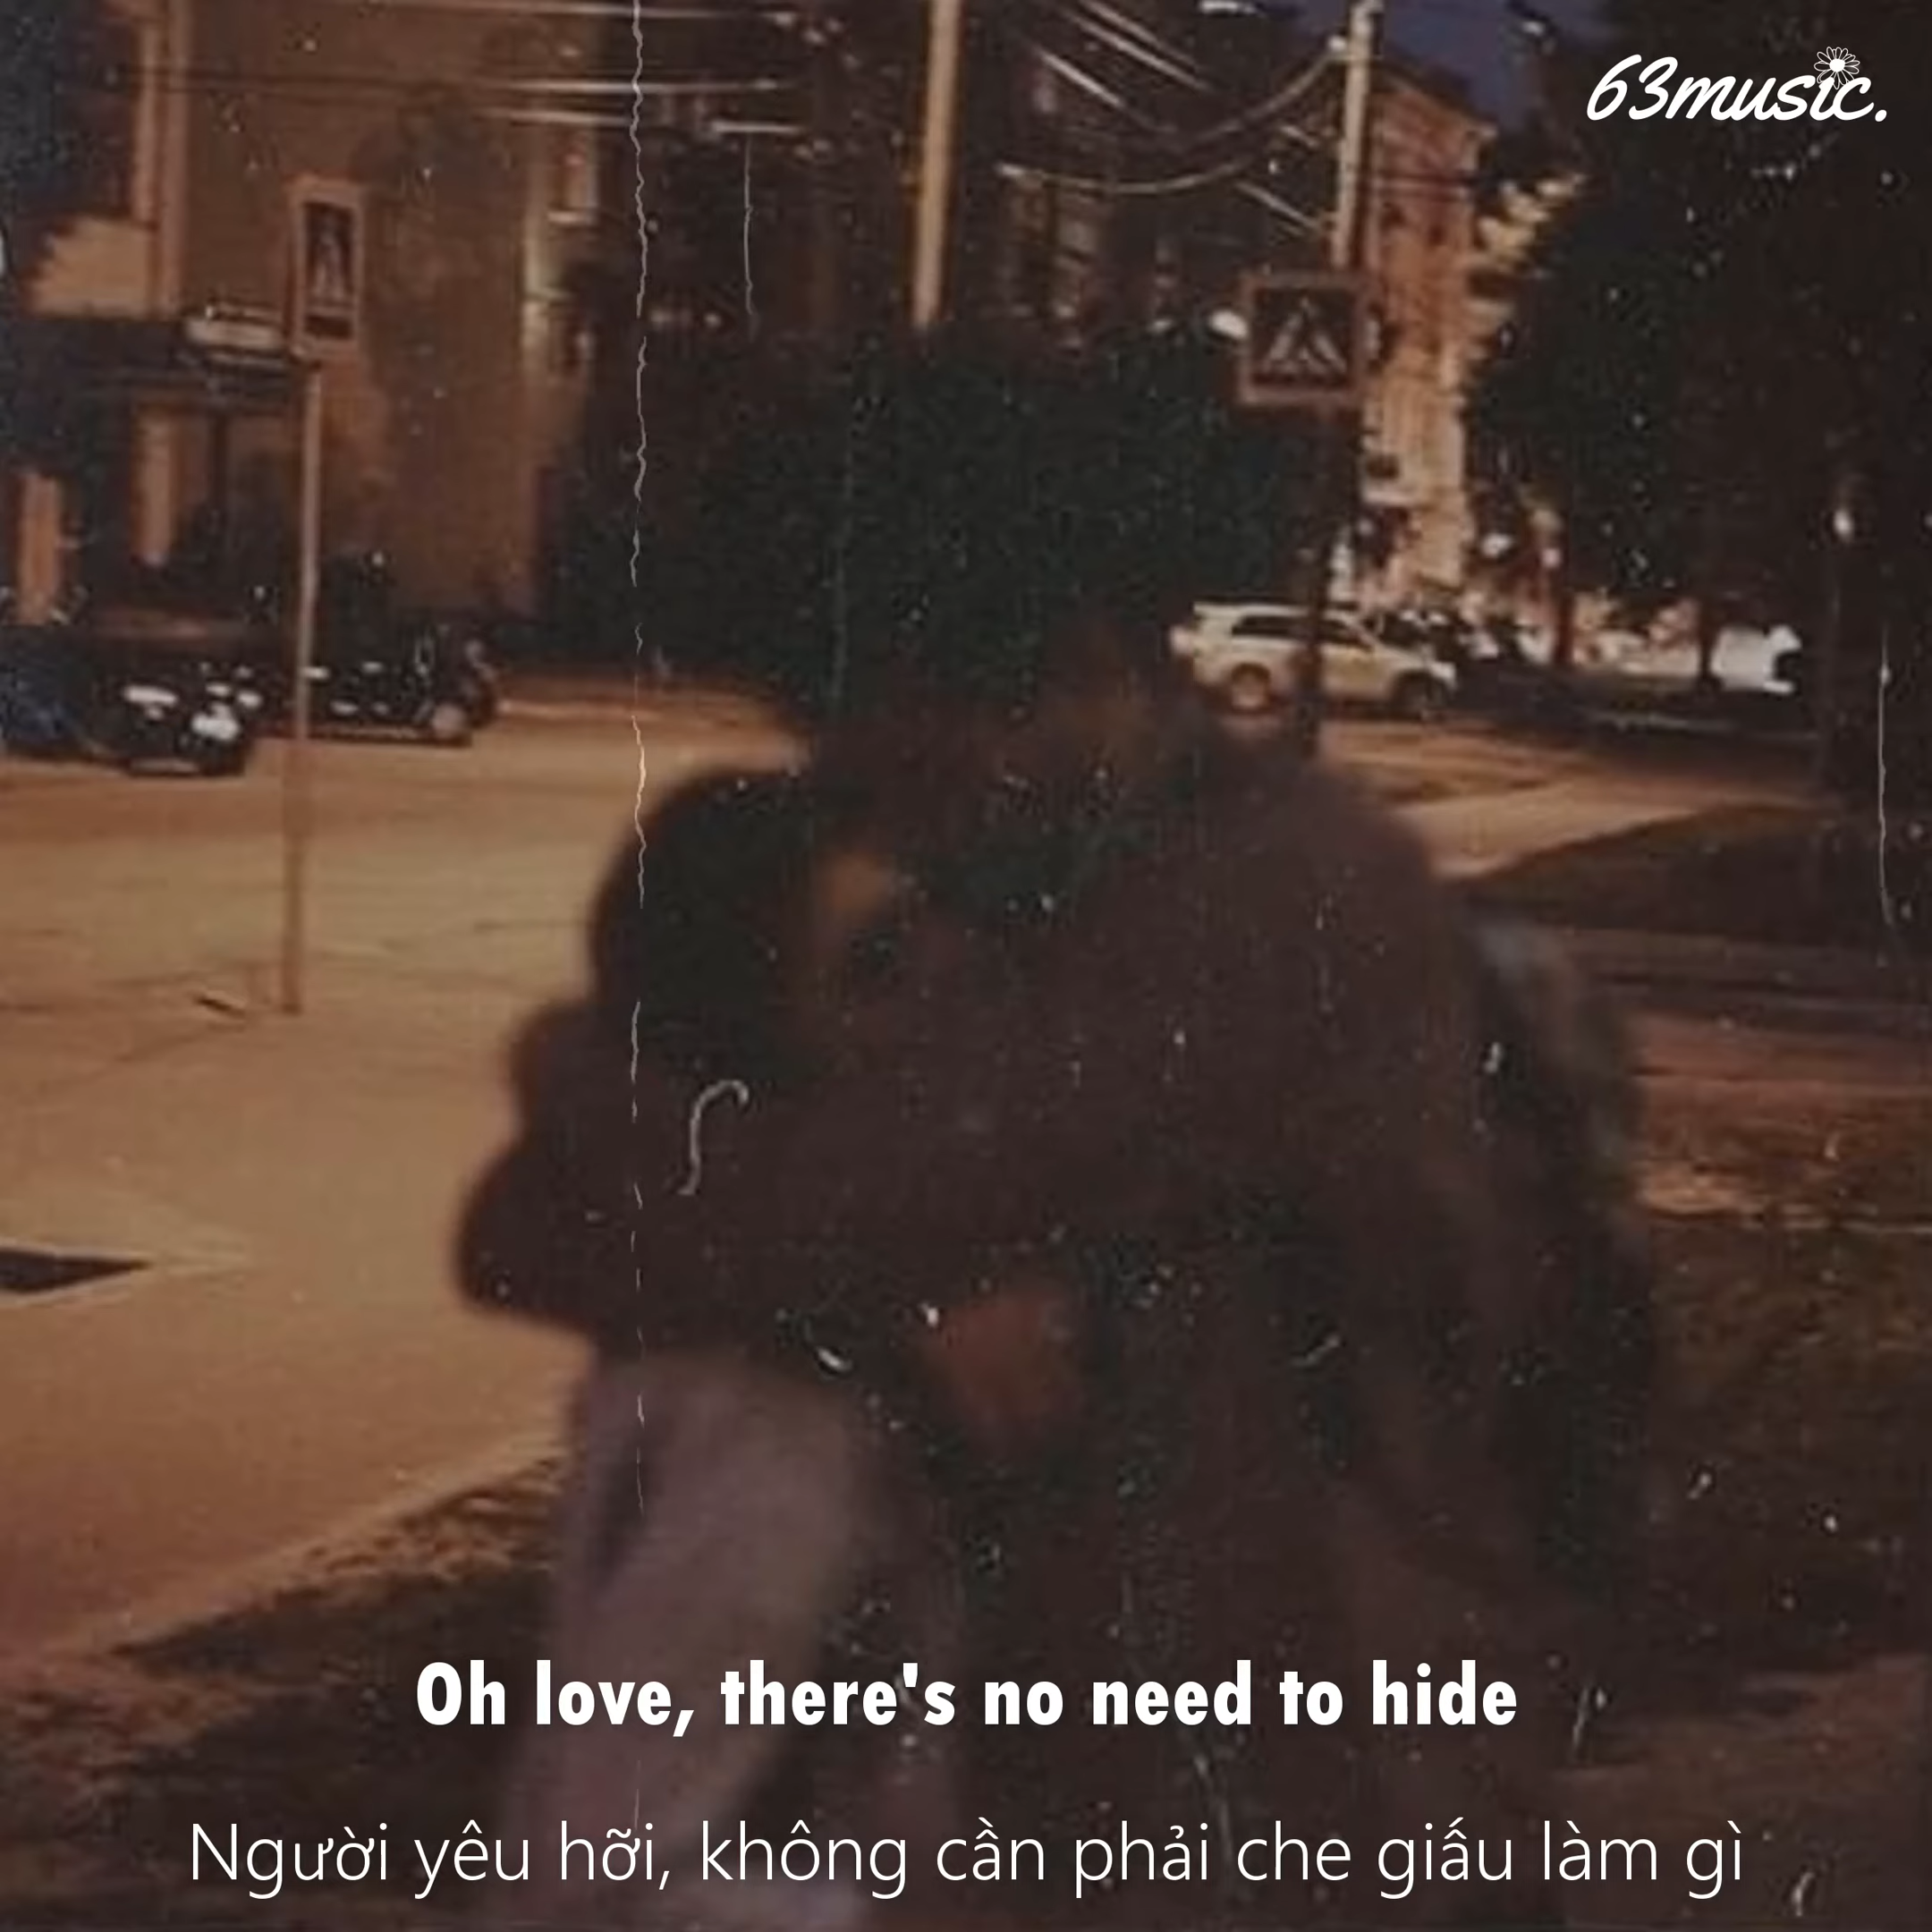 63music.
Oh love, there's no need to hide
Người yêu hỡi, không cần phải che giấu làm gì